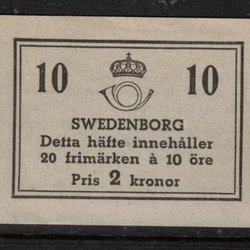 10 10
SWEDENBORG
Detta häfte innehåller
20 frimärken à 10 öre
Pris 2 kronor